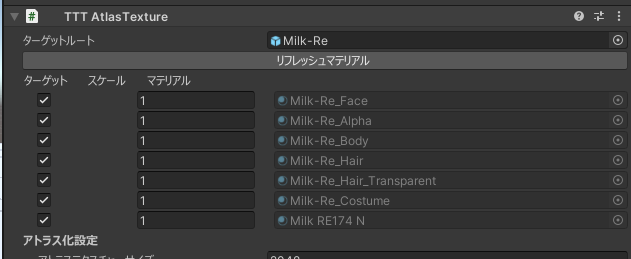 TTT AtlasTexture
ターゲットルート Milk-Re
リフレッシュマテリアル
ターゲット スケール マテリアル
1 Milk-Re_Face
1 Milk-Re_Alpha
1 Milk-Re_Body
1 Milk-Re_Hair
1 Milk-Re_Hair_Transparent
1 Milk-Re_Costume
1 Milk RE174 N
アトラス化設定